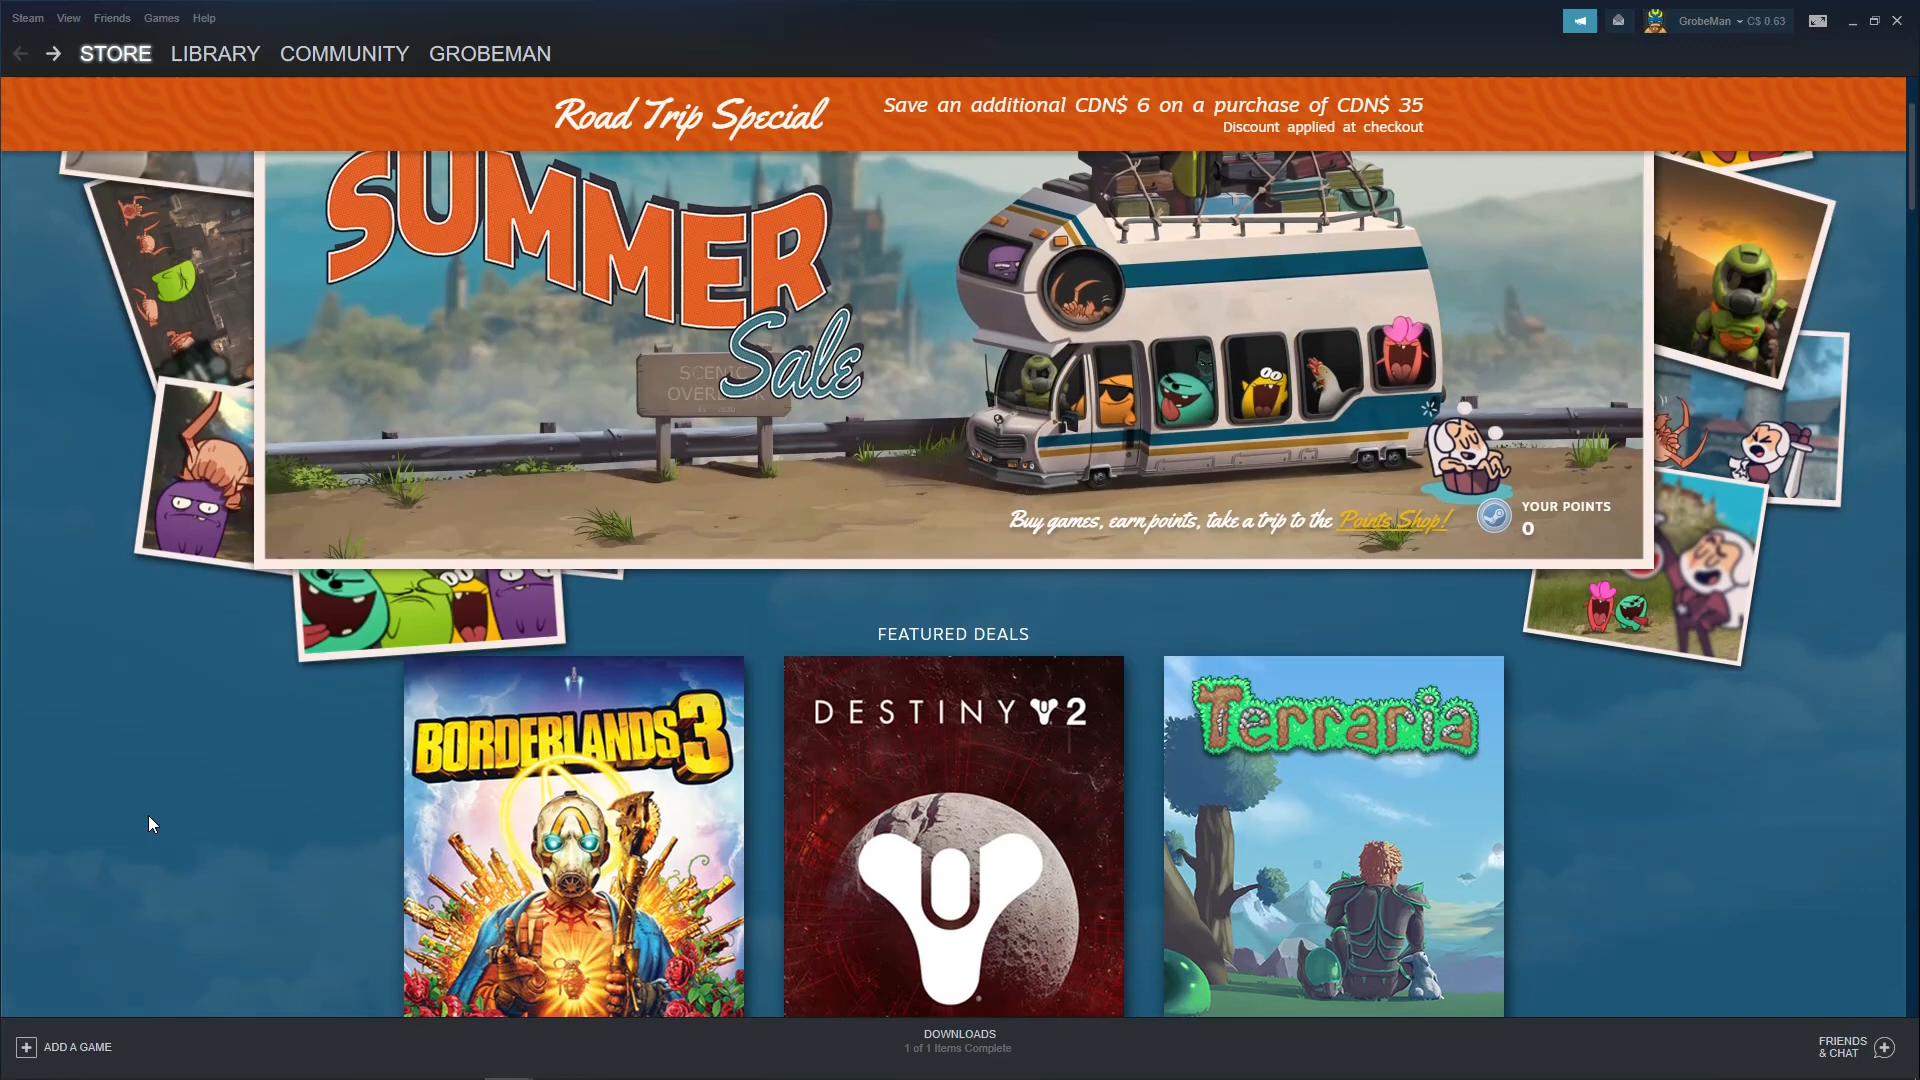 Steam View Friends Games Help
GrobeMan C$ 0.63
STORE LIBRARY COMMUNITY GROBEMAN
Road Trip Special
Save an additional CDN$ 6 on a purchase of CDN$ 35
Discount applied at checkout
SUMMER
Sale
SCENIC
Buy games, earn points, take a trip to the Points Shop!
YOUR POINTS
0
FEATURED DEALS
BORDERLANDS 3
DESTINY 2
Terraria
ADD A GAME
DOWNLOADS
1 of 1 Items Complete
FRIENDS
& CHAT